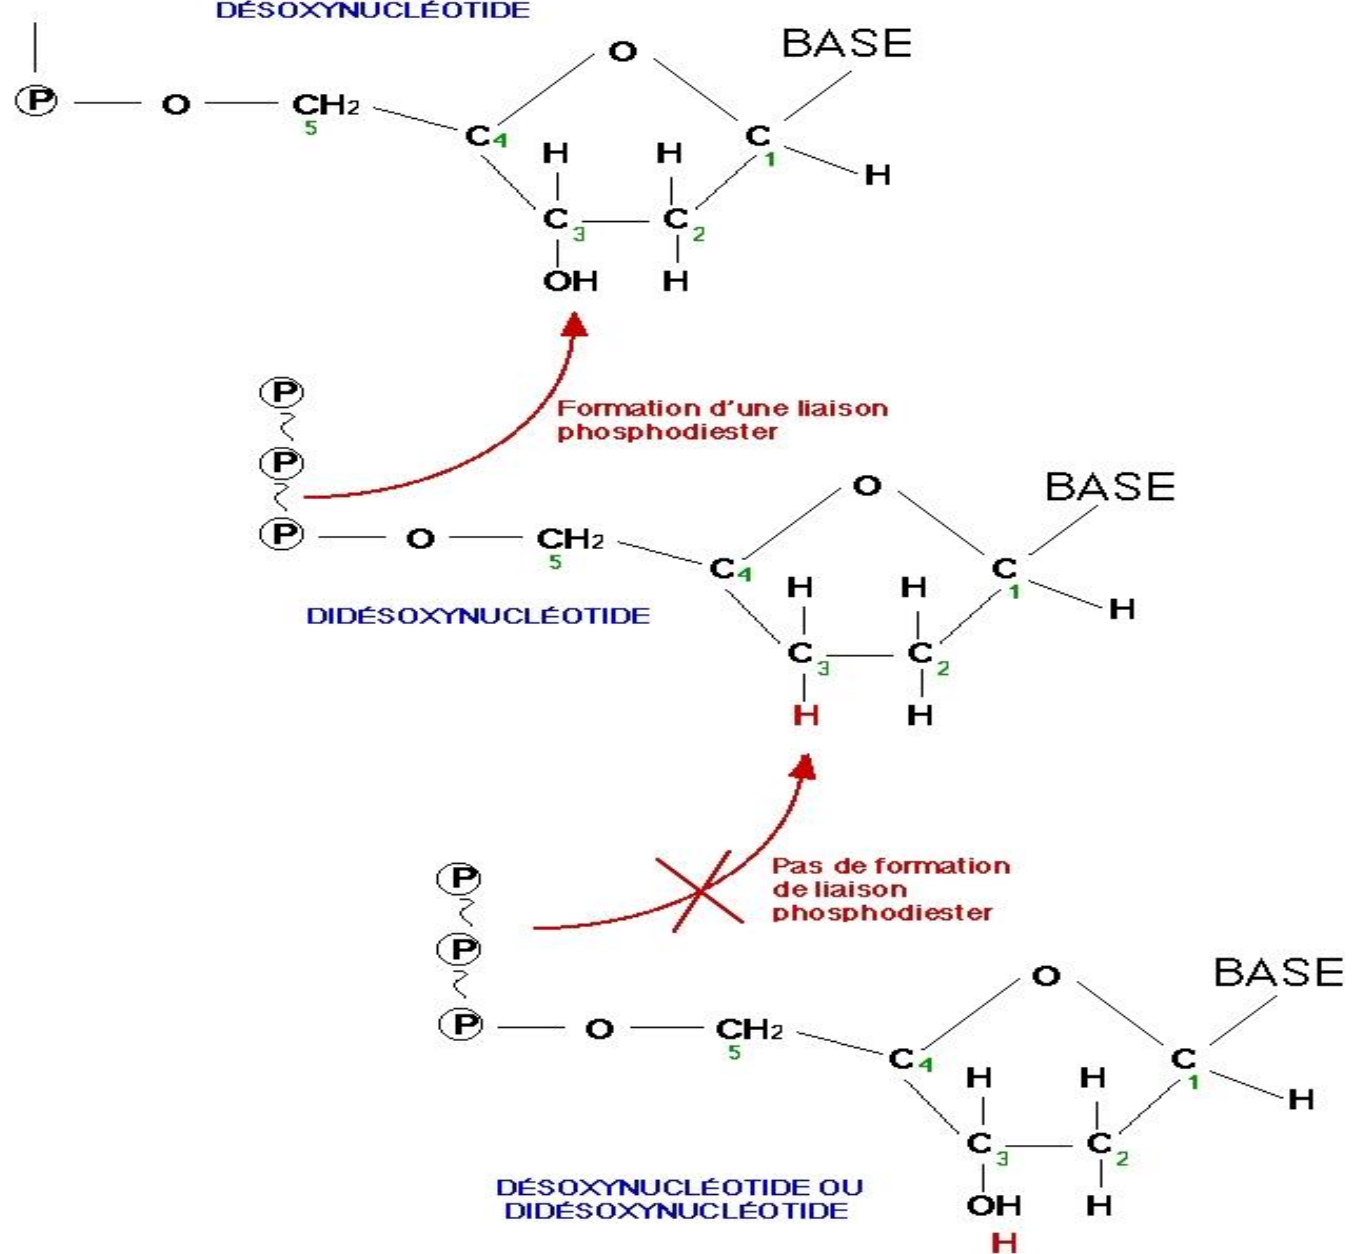 DÉSOXYNUCLÉOTIDE
O BASE
P O CH2 5 C4 H H C1 H
C3 C2
OH H
P
Formation d'une liaison
phosphodiester
P
O BASE
P O CH2 5 C4 H H C1 H
DIDÉSOXYNUCLÉOTIDE
C3 C2
H H
P
Pas de formation
de liaison
phosphodiester
P
O BASE
P O CH2 5 C4 H H C1 H
C3 C2
DÉSOXYNUCLÉOTIDE OU
DIDÉSOXYNUCLÉOTIDE
OH H
H